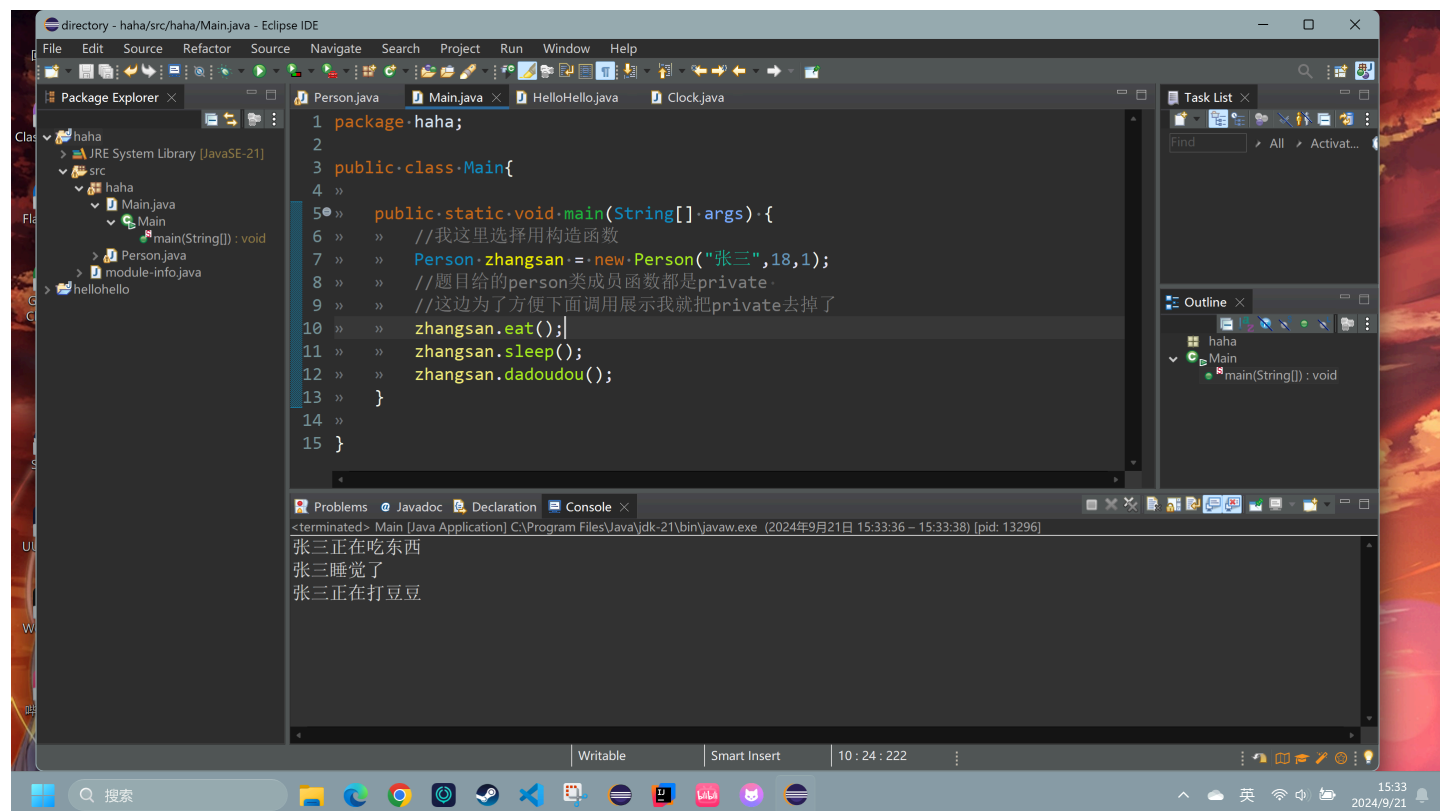 directory - haha/src/haha/Main.java - Eclipse IDE
File Edit Source Refactor Source Navigate Search Project Run Window Help
Package Explorer
haha
JRE System Library [JavaSE-21]
src
haha
Main.java
Main
main(String[]) : void
Person.java
module-info.java
hellohello
Person.java Main.java HelloHello.java Clock.java
1 package·haha;
2
3 public·class·Main{
4 »
5 » public·static·void·main(String[]·args)·{
6 » » //我这里选择用构造函数
7 » » Person·zhangsan·=·new·Person("张三",18,1);
8 » » //题目给的person类成员函数都是private·
9 » » //这边为了方便下面调用展示我就把private去掉了
10 » » zhangsan.eat();
11 » » zhangsan.sleep();
12 » » zhangsan.dadoudou();
13 » }
14 »
15 }
Task List
Find All Activat...
Outline
haha
Main
main(String[]) : void
Problems Javadoc Declaration Console
<terminated> Main [Java Application] C:\Program Files\Java\jdk-21\bin\javaw.exe (2024年9月21日 15:33:36 – 15:33:38) [pid: 13296]
张三正在吃东西
张三睡觉了
张三正在打豆豆
Writable Smart Insert 10 : 24 : 222
搜索
英
15:33
2024/9/21